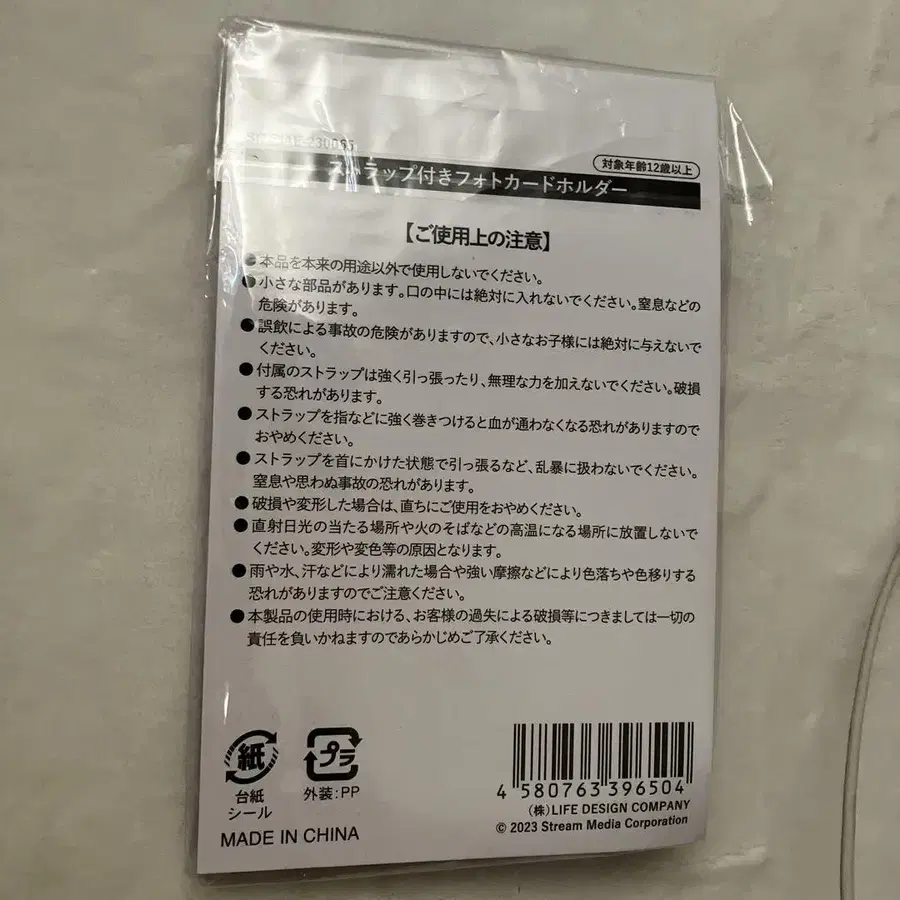 対象年齢12歳以上
ストラップ付きフォトカードホルダー
【ご使用上の注意】
●本品を本来の用途以外で使用しないでください。
●小さな部品があります。口の中には絶対に入れないでください。窒息などの
危険があります。
●誤飲による事故の危険がありますので、小さなお子様には絶対に与えないで
ください。
●付属のストラップは強く引っ張ったり、無理な力を加えないでください。破損
する恐れがあります。
●ストラップを指などに強く巻きつけると血が通わなくなる恐れがありますので
おやめください。
●ストラップを首にかけた状態で引っ張るなど、乱暴に扱わないでください。
窒息や思わぬ事故の恐れがあります。
●破損や変形した場合は、直ちにご使用をおやめください。
●直射日光の当たる場所や火のそばなどの高温になる場所に放置しないで
ください。変形や変色等の原因となります。
●雨や水、汗などにより濡れた場合や強い摩擦などにより色落ちや色移りする
恐れがありますのでご注意ください。
●本製品の使用時における、お客様の過失による破損等につきましては一切の
責任を負いかねますのであらかじめご了承ください。
紙
台紙
シール
プラ
外装:PP
MADE IN CHINA
4 580763 396504
(株)LIFE DESIGN COMPANY
© 2023 Stream Media Corporation